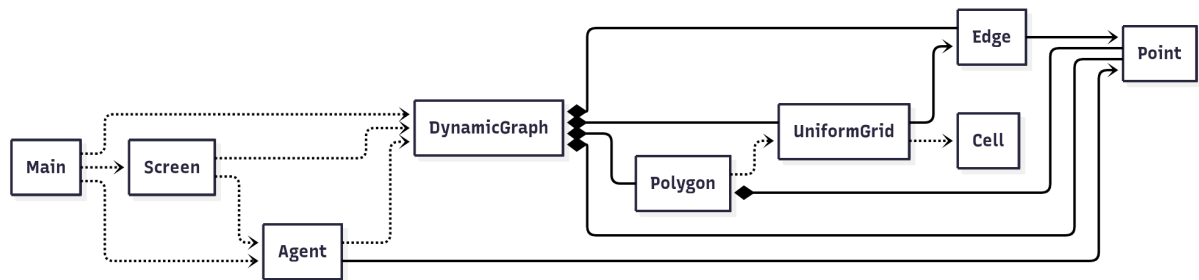 Main
Screen
Agent
DynamicGraph
Polygon
UniformGrid
Edge
Cell
Point